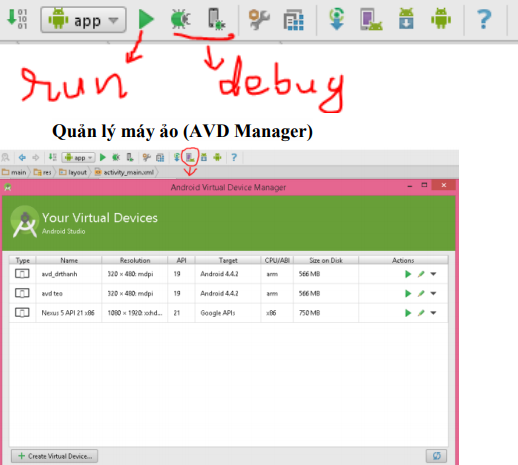 01
10
01
app
?
run
debug
Quản lý máy ảo (AVD Manager)
app
?
main res layout activity_main.xml
Android Virtual Device Manager
Your Virtual Devices
Android Studio
Type Name Resolution API Target CPU/ABI Size on Disk Actions
avd_drthanh 320 × 480: mdpi 19 Android 4.4.2 arm 566 MB
avd teo 320 × 480: mdpi 19 Android 4.4.2 arm 566 MB
Nexus 5 API 21 x86 1080 × 1920: xxhd... 21 Google APIs x86 750 MB
+ Create Virtual Device...